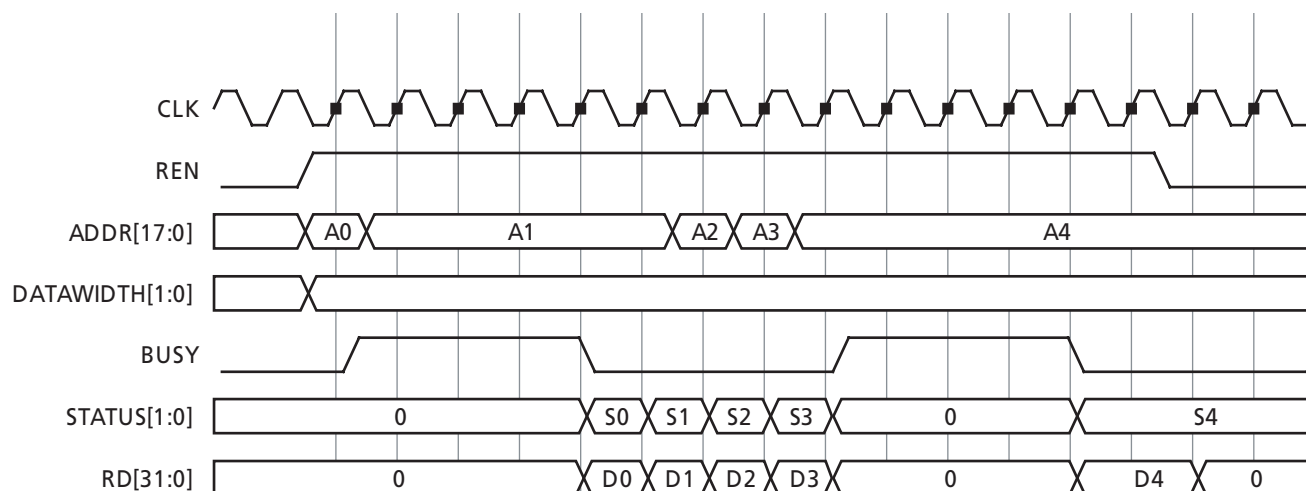 CLK
REN
ADDR[17:0] A0 A1 A2 A3 A4
DATAWIDTH[1:0]
BUSY
STATUS[1:0] 0 S0 S1 S2 S3 0 S4
RD[31:0] 0 D0 D1 D2 D3 0 D4 0